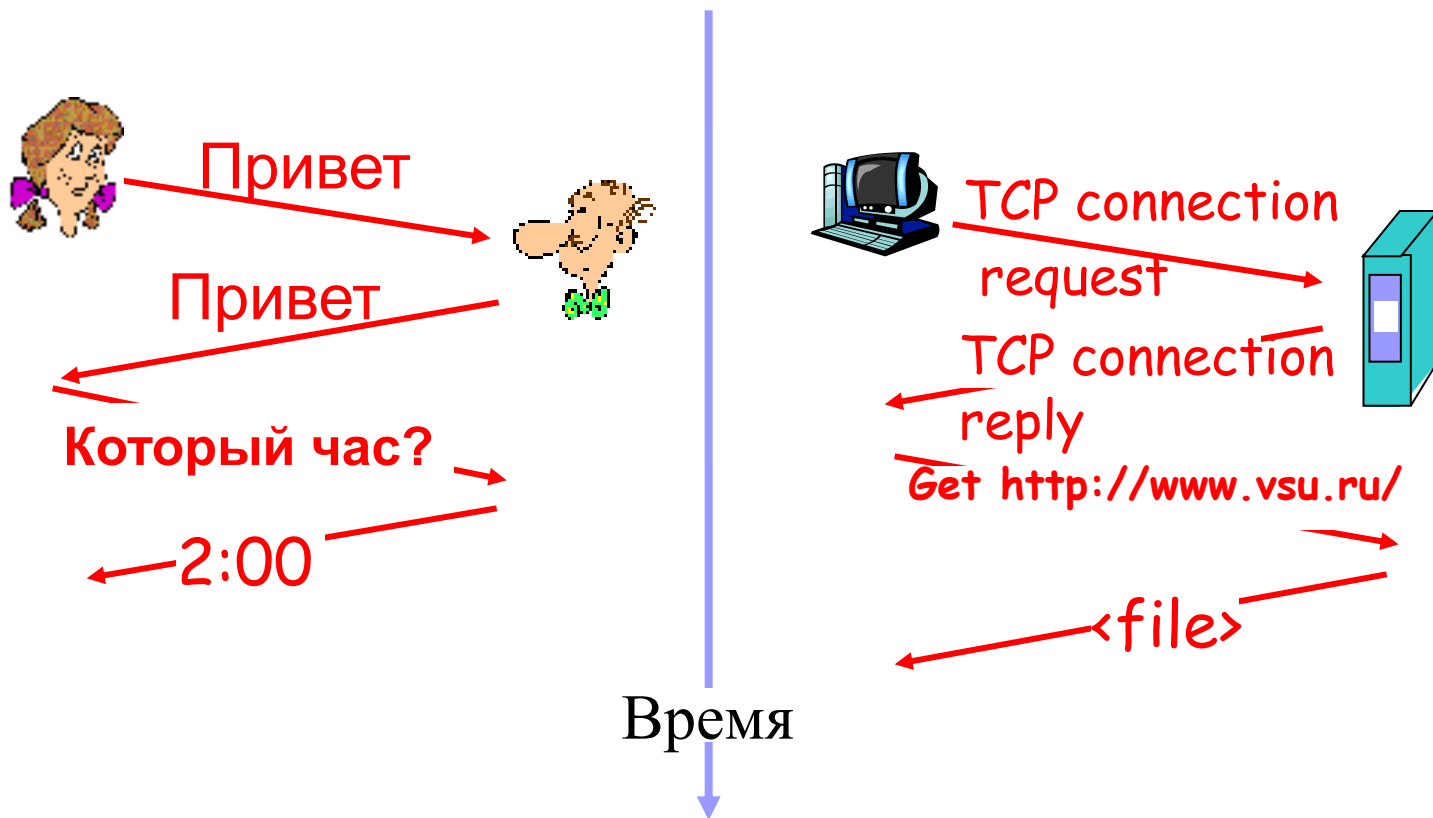 Привет
Привет
Который час?
2:00
TCP connection
request
TCP connection
reply
Get http://www.vsu.ru/
<file>
Время